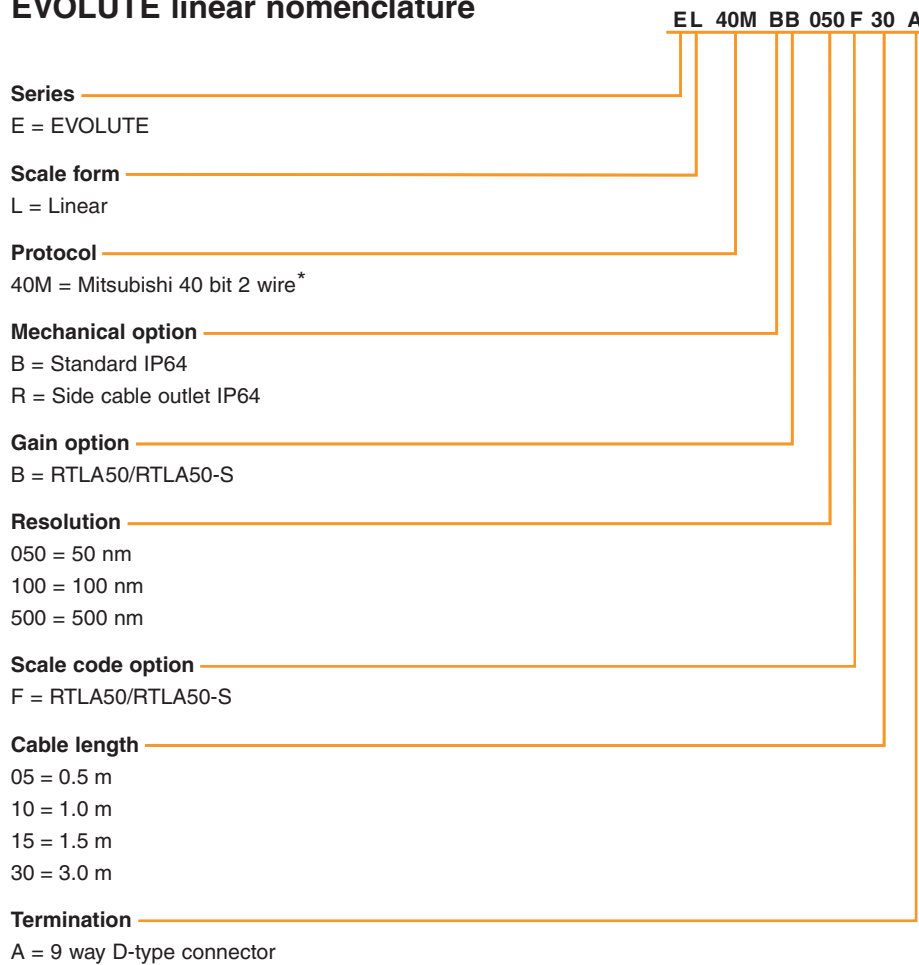 EVOLUTE linear nomenclature
EL 40M BB 050 F 30 A
Series
E = EVOLUTE
Scale form
L = Linear
Protocol
40M = Mitsubishi 40 bit 2 wire*
Mechanical option
B = Standard IP64
R = Side cable outlet IP64
Gain option
B = RTLA50/RTLA50-S
Resolution
050 = 50 nm
100 = 100 nm
500 = 500 nm
Scale code option
F = RTLA50/RTLA50-S
Cable length
05 = 0.5 m
10 = 1.0 m
15 = 1.5 m
30 = 3.0 m
Termination
A = 9 way D-type connector